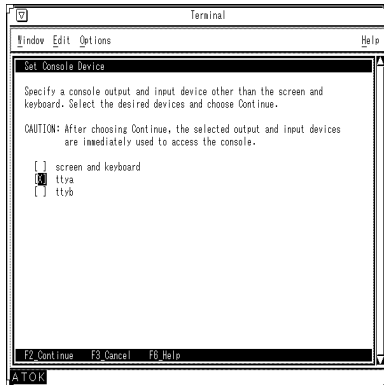 Terminal
Window Edit Options Help
Set Console Device
Specify a console output and input device other than the screen and
keyboard. Select the desired devices and choose Continue.
CAUTION: After choosing Continue, the selected output and input devices
are immediately used to access the console.
[ ] screen and keyboard
[X] ttya
[ ] ttyb
F2_Continue F3_Cancel F6_Help
ATOK